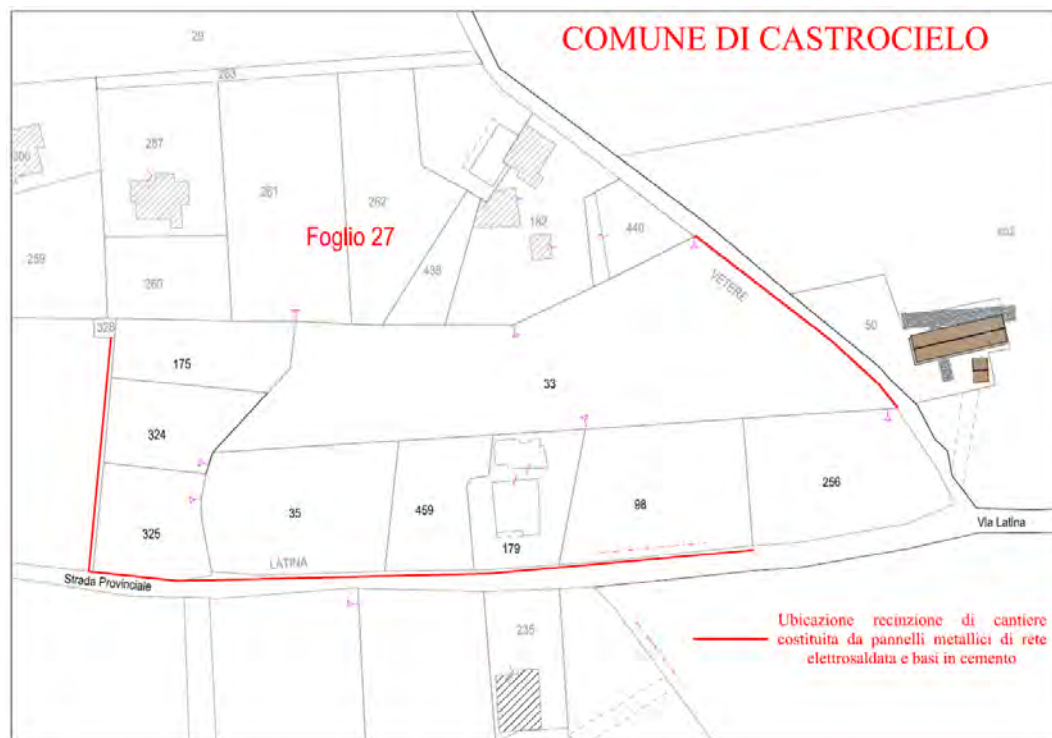 COMUNE DI CASTROCIELO
29
263
287
261
262
Foglio 27
182
440
259
260
438
VETERE
50
328
175
33
324
325
35
459
179
98
256
LATINA
Strada Provinciale
Via Latina
235
Ubicazione recinzione di cantiere
costituita da pannelli metallici di rete
elettrosaldata e basi in cemento